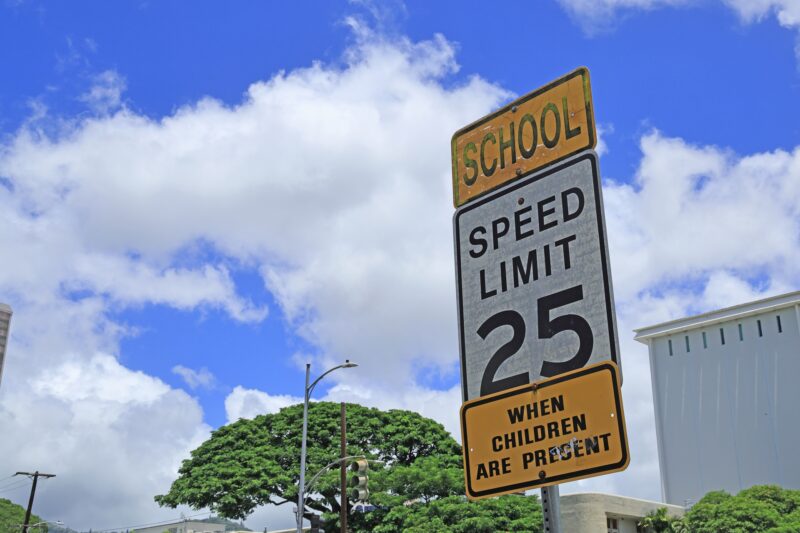 SCHOOL
SPEED
LIMIT
25
WHEN
CHILDREN
ARE PRESENT